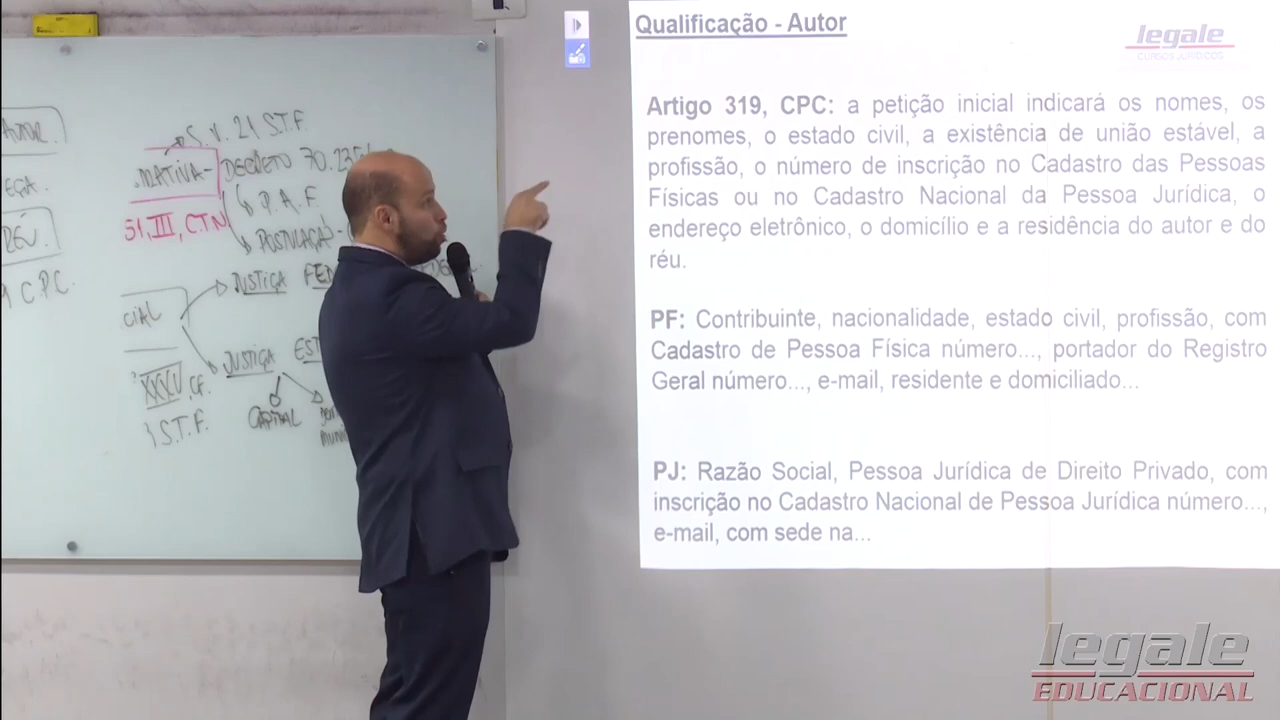 Qualificação - Autor
legale
CURSOS JURÍDICOS
Artigo 319, CPC: a petição inicial indicará os nomes, os
prenomes, o estado civil, a existência de união estável, a
profissão, o número de inscrição no Cadastro das Pessoas
Físicas ou no Cadastro Nacional da Pessoa Jurídica, o
endereço eletrônico, o domicílio e a residência do autor e do
réu.
PF: Contribuinte, nacionalidade, estado civil, profissão, com
Cadastro de Pessoa Física número..., portador do Registro
Geral número..., e-mail, residente e domiciliado...
PJ: Razão Social, Pessoa Jurídica de Direito Privado, com
inscrição no Cadastro Nacional de Pessoa Jurídica número...,
e-mail, com sede na...
S.V. 21 S.T.F.
DECRETO 70.235
P.A.F.
51, III, C.T.N
C.P.C.
JUSTIÇA FED
CIAL
JUSTIÇA EST
XXXV, CF.
CAPITAL
S.T.F.
legale
EDUCACIONAL